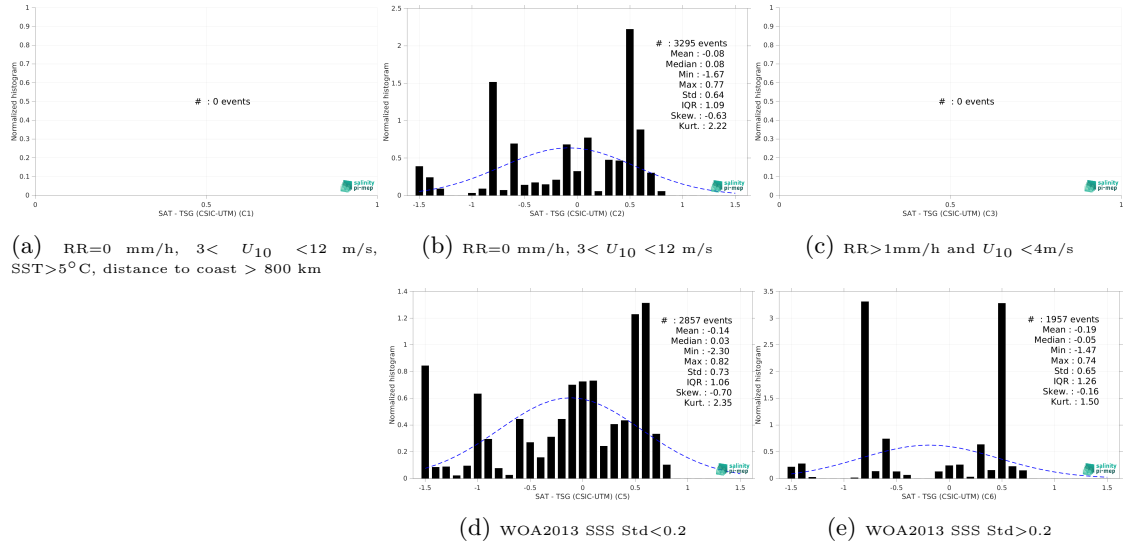 1
0.9
0.8
0.7
0.6
0.5
0.4
0.3
0.2
0.1
0
Normalized histogram
# : 0 events
salinity
pi-mep
0 0.5 1
SAT - TSG (CSIC-UTM) (C1)
(a) RR=0 mm/h, 3< U10 <12 m/s,
SST>5°C, distance to coast > 800 km
2.5
2
1.5
1
0.5
0
Normalized histogram
# : 3295 events
Mean : -0.08
Median : 0.08
Min : -1.67
Max : 0.77
Std : 0.64
IQR : 1.09
Skew. : -0.63
Kurt. : 2.22
salinity
pi-mep
-1.5 -1 -0.5 0 0.5 1 1.5
SAT - TSG (CSIC-UTM) (C2)
(b) RR=0 mm/h, 3< U10 <12 m/s
1
0.9
0.8
0.7
0.6
0.5
0.4
0.3
0.2
0.1
0
Normalized histogram
# : 0 events
salinity
pi-mep
0 0.5 1
SAT - TSG (CSIC-UTM) (C3)
(c) RR>1mm/h and U10 <4m/s
1.4
1.2
1
0.8
0.6
0.4
0.2
0
Normalized histogram
# : 2857 events
Mean : -0.14
Median : 0.03
Min : -2.30
Max : 0.82
Std : 0.73
IQR : 1.06
Skew. : -0.70
Kurt. : 2.35
salinity
pi-mep
-1.5 -1 -0.5 0 0.5 1 1.5
SAT - TSG (CSIC-UTM) (C5)
(d) WOA2013 SSS Std<0.2
3.5
3
2.5
2
1.5
1
0.5
0
Normalized histogram
# : 1957 events
Mean : -0.19
Median : -0.05
Min : -1.47
Max : 0.74
Std : 0.65
IQR : 1.26
Skew. : -0.16
Kurt. : 1.50
salinity
pi-mep
-1.5 -1 -0.5 0 0.5 1 1.5
SAT - TSG (CSIC-UTM) (C6)
(e) WOA2013 SSS Std>0.2